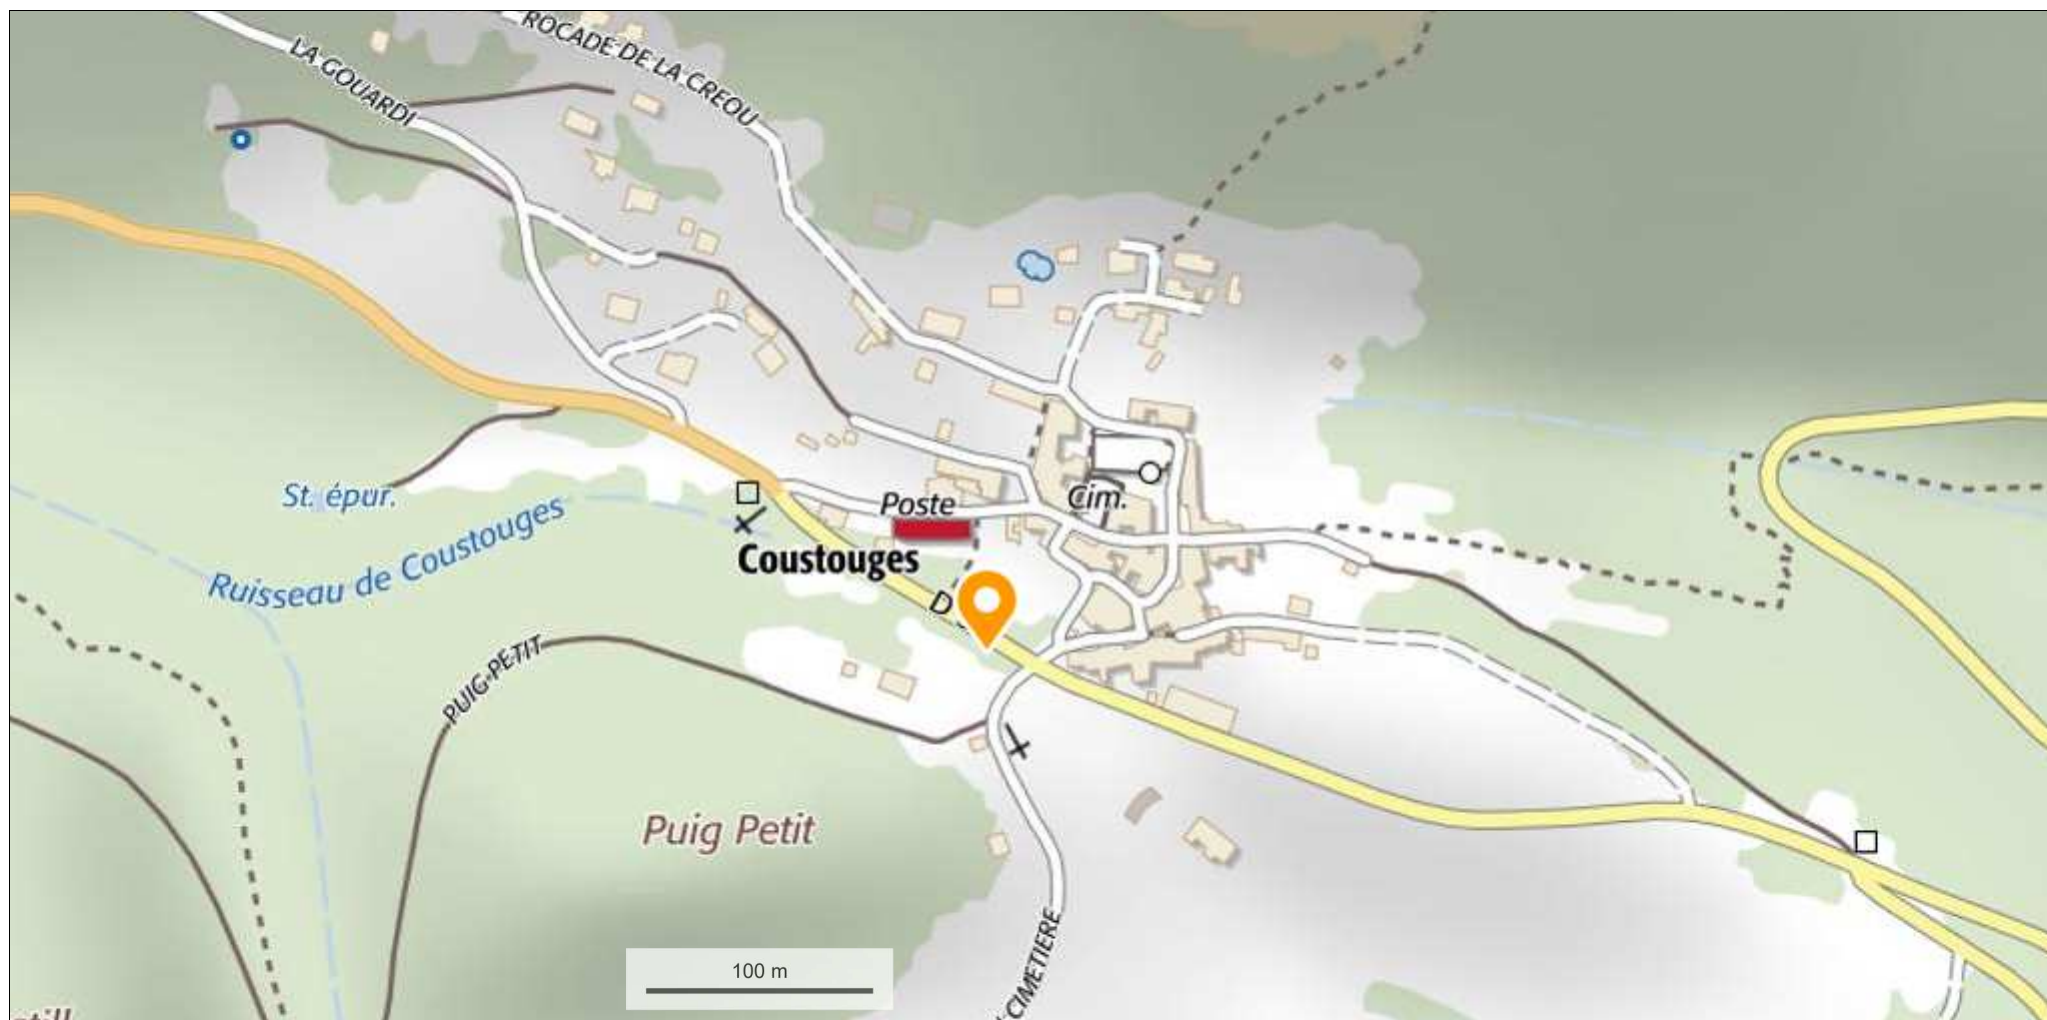 ROCADE DE LA CREOU
LA GOUARDI
St. épur.
Poste
Cim.
Ruisseau de Coustouges
Coustouges
D
PUIG-PETIT
Puig Petit
CIMETIERE
100 m